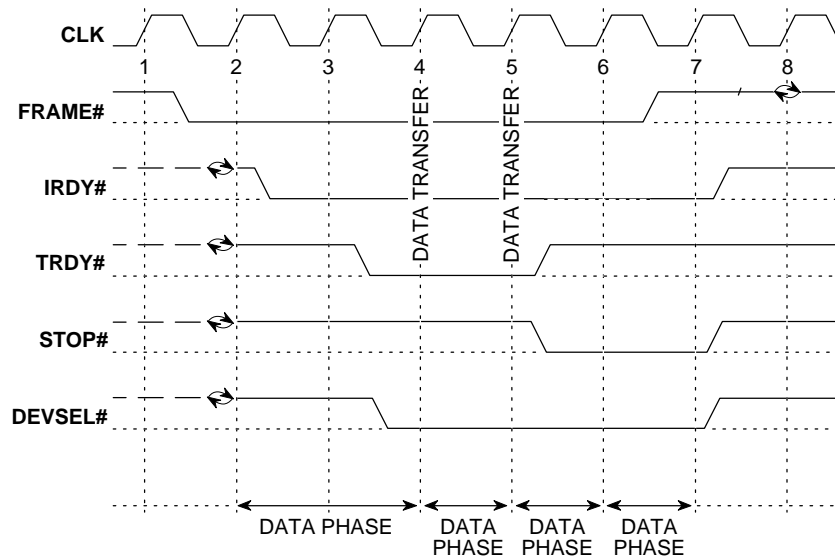 CLK
1 2 3 4 5 6 7 8
FRAME#
DATA TRANSFER
DATA TRANSFER
IRDY#
TRDY#
STOP#
DEVSEL#
DATA PHASE
DATA
PHASE
DATA
PHASE
DATA
PHASE